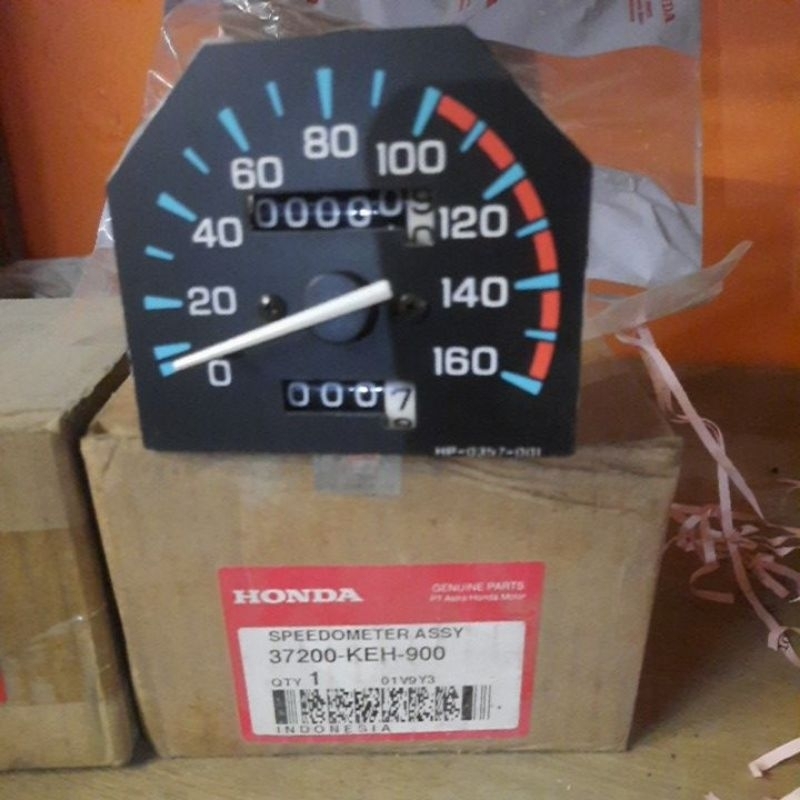 80
60
100
40
120
20
140
0
160
0007
HONDA
GENUINE PARTS
PT Astra Honda Motor
SPEEDOMETER ASSY
37200-KEH-900
QTY 1
01V9Y3
INDONESIA